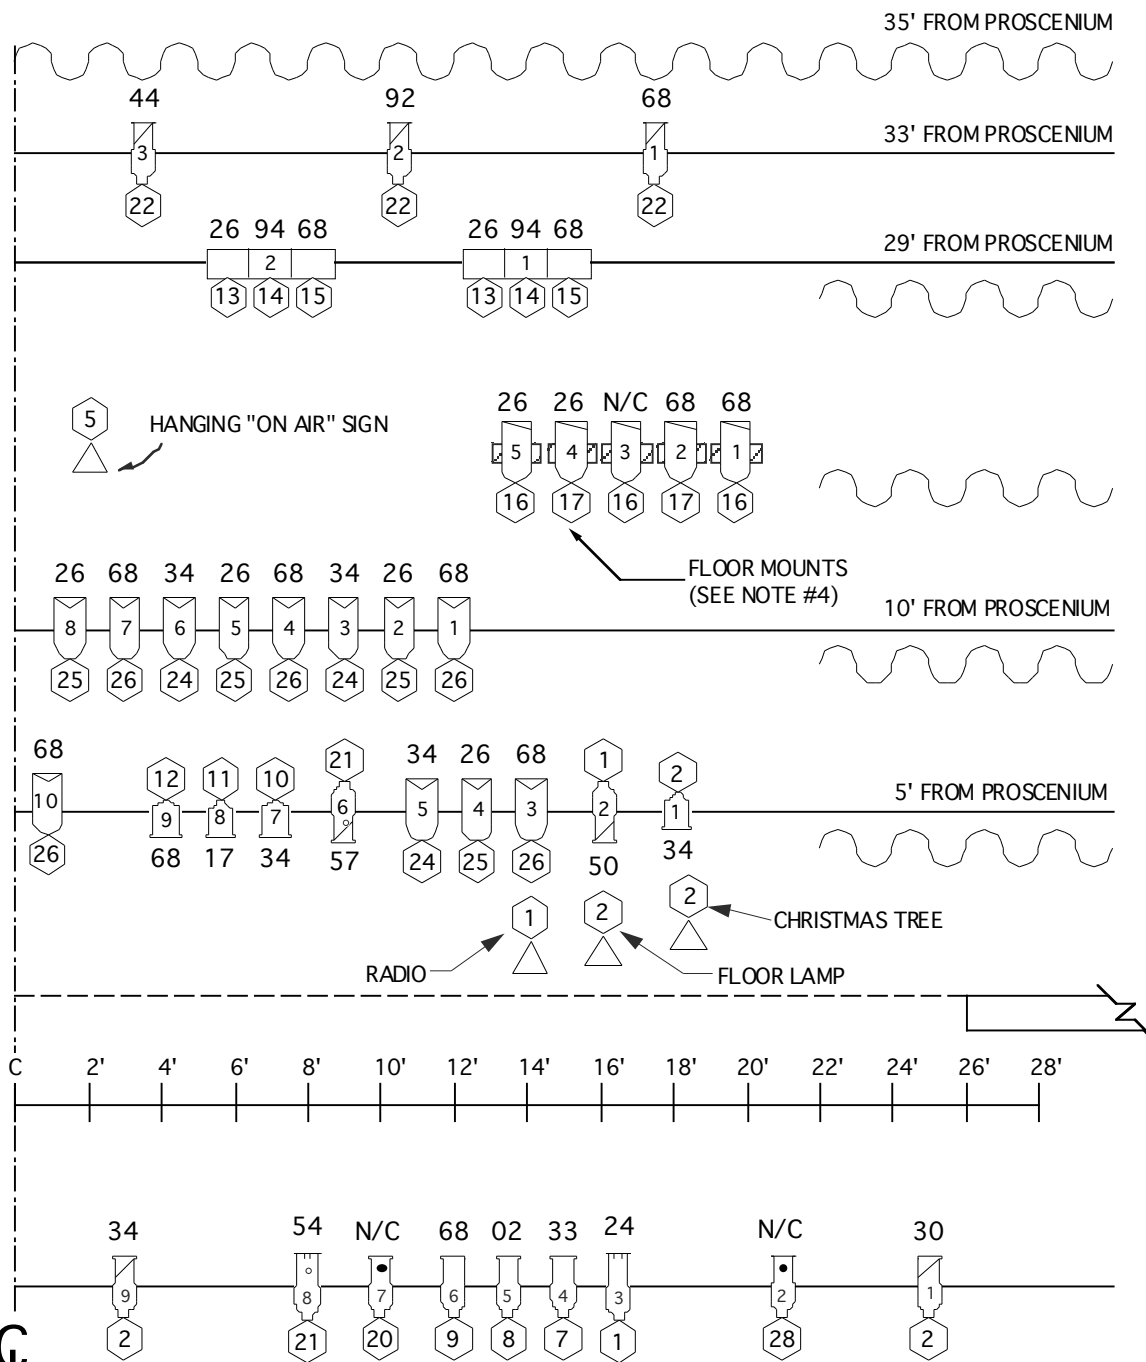 35' FROM PROSCENIUM
44 92 68
33' FROM PROSCENIUM
3 2 1
22 22 22
26 94 68 26 94 68
29' FROM PROSCENIUM
2 1
13 14 15 13 14 15
26 26 N/C 68 68
5
HANGING "ON AIR" SIGN
5 4 3 2 1
16 17 16 17 16
FLOOR MOUNTS
(SEE NOTE #4)
26 68 34 26 68 34 26 68
10' FROM PROSCENIUM
8 7 6 5 4 3 2 1
25 26 24 25 26 24 25 26
68 21 34 26 68 1 2
12 11 10
5' FROM PROSCENIUM
10 9 8 7 6 5 4 3 2 1
26 68 17 34 57 24 25 26 50 34
1 2 2
CHRISTMAS TREE
RADIO
FLOOR LAMP
C 2' 4' 6' 8' 10' 12' 14' 16' 18' 20' 22' 24' 26' 28'
34 54 N/C 68 02 33 24 N/C 30
9 8 7 6 5 4 3 2 1
2 21 20 9 8 7 1 28 2